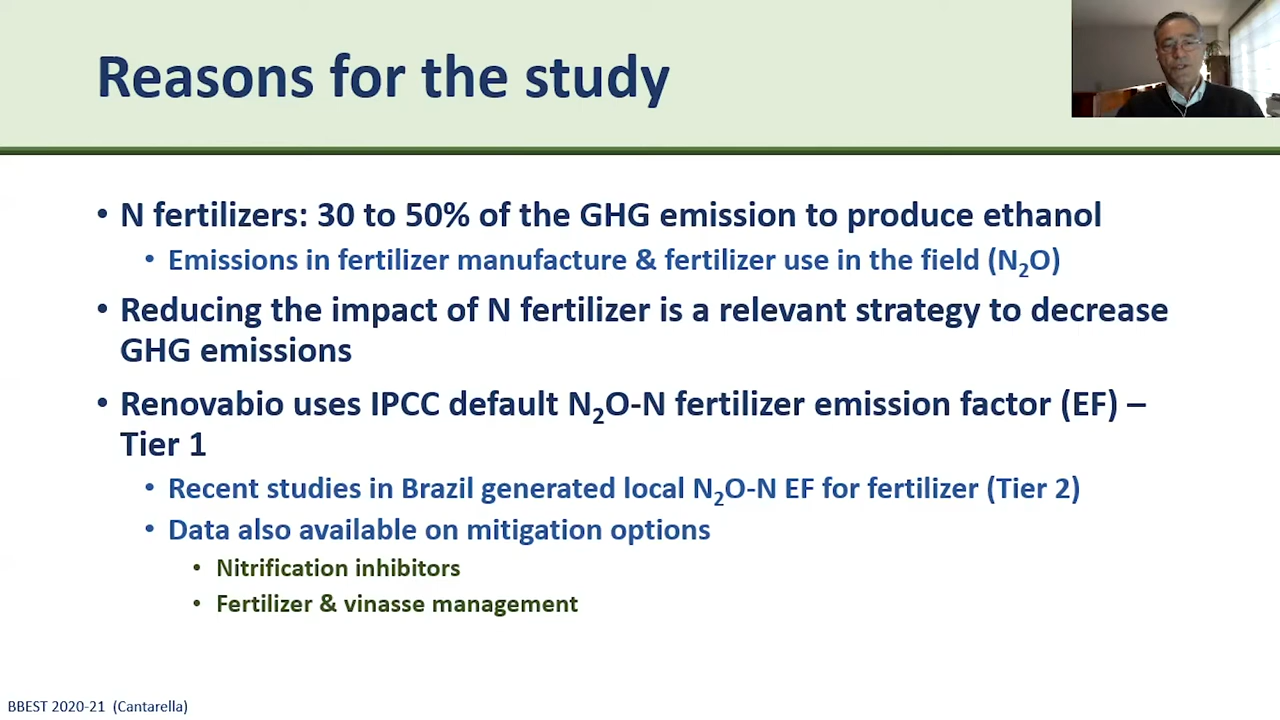 Reasons for the study
• N fertilizers: 30 to 50% of the GHG emission to produce ethanol
• Emissions in fertilizer manufacture & fertilizer use in the field (N₂O)
• Reducing the impact of N fertilizer is a relevant strategy to decrease
GHG emissions
• Renovabio uses IPCC default N₂O-N fertilizer emission factor (EF) –
Tier 1
• Recent studies in Brazil generated local N₂O-N EF for fertilizer (Tier 2)
• Data also available on mitigation options
• Nitrification inhibitors
• Fertilizer & vinasse management
BBEST 2020-21 (Cantarella)